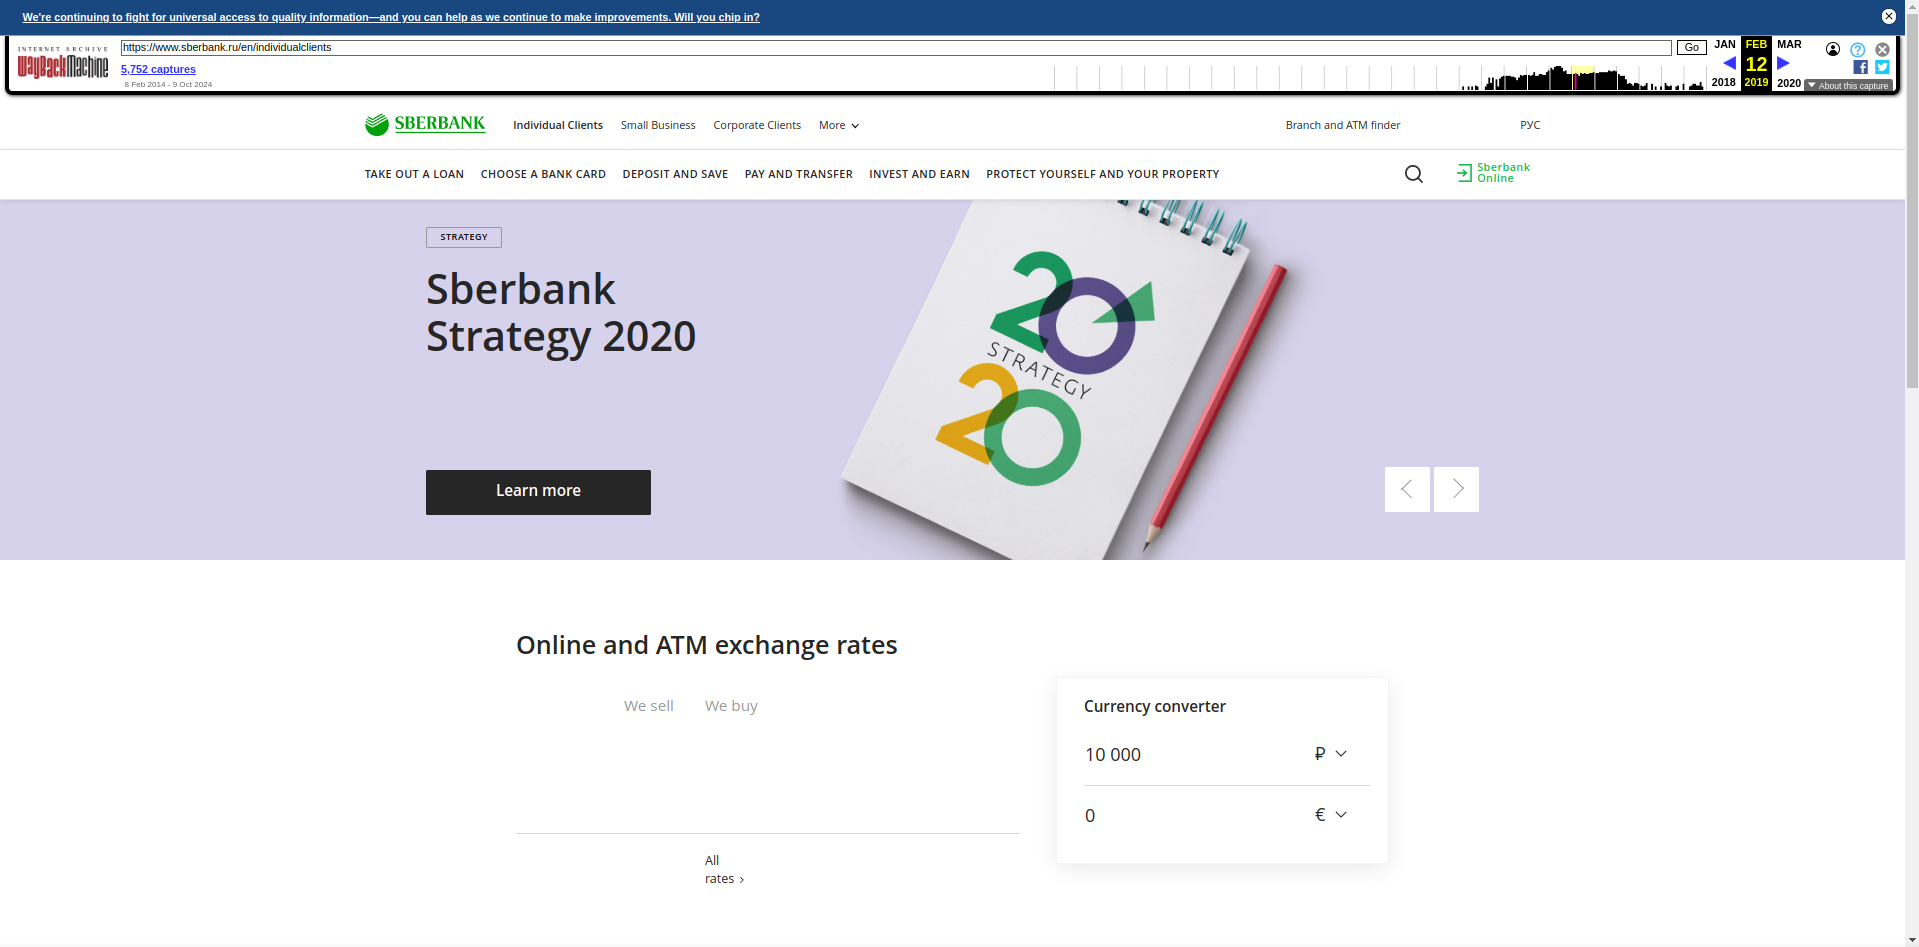 We're continuing to fight for universal access to quality information—and you can help as we continue to make improvements. Will you chip in?
INTERNET ARCHIVE
WayBackMachine
https://www.sberbank.ru/en/individualclients
Go
JAN
FEB
MAR
5,752 captures
12
8 Feb 2014 - 9 Oct 2024
2018
2019
2020
About this capture
SBERBANK
Individual Clients
Small Business
Corporate Clients
More
Branch and ATM finder
РУС
TAKE OUT A LOAN
CHOOSE A BANK CARD
DEPOSIT AND SAVE
PAY AND TRANSFER
INVEST AND EARN
PROTECT YOURSELF AND YOUR PROPERTY
Sberbank
Online
STRATEGY
Sberbank
Strategy 2020
Learn more
20
STRATEGY
20
Online and ATM exchange rates
We sell
We buy
All
rates ›
Currency converter
10 000
₽
0
€